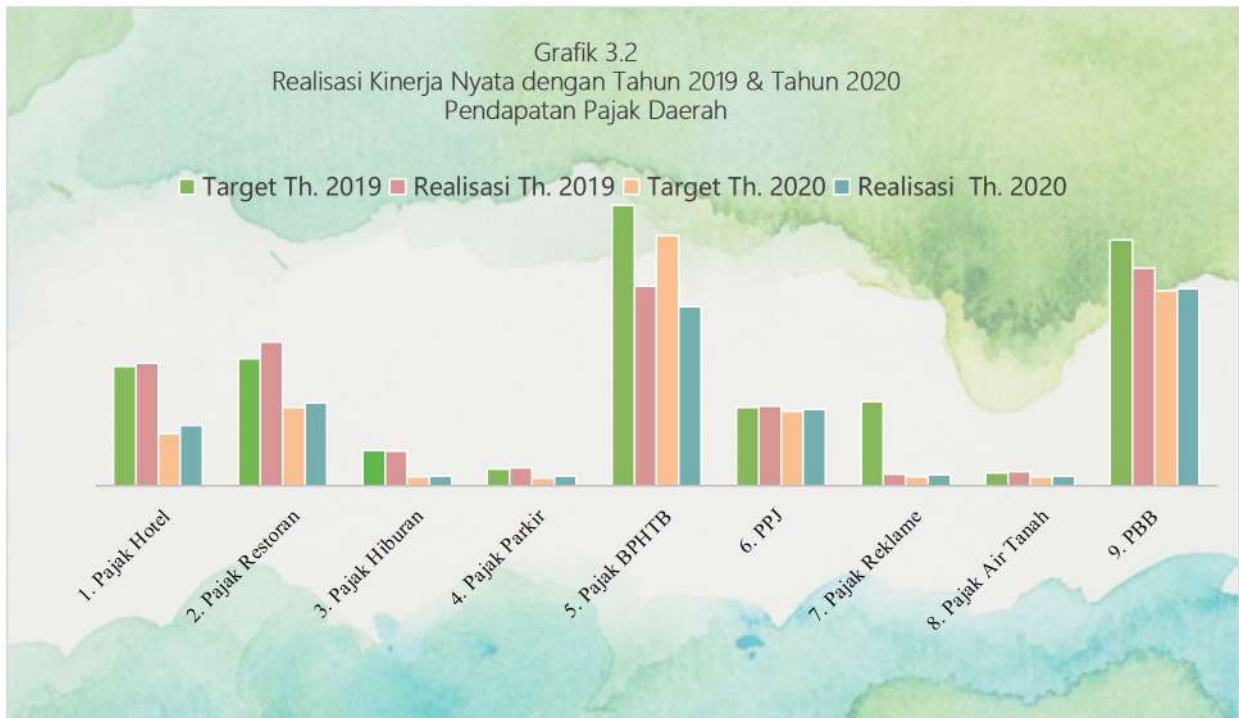 Grafik 3.2
Realisasi Kinerja Nyata dengan Tahun 2019 & Tahun 2020
Pendapatan Pajak Daerah
Target Th. 2019 Realisasi Th. 2019 Target Th. 2020 Realisasi Th. 2020
1. Pajak Hotel
2. Pajak Restoran
3. Pajak Hiburan
4. Pajak Parkir
5. Pajak BPHTB
6. PPJ
7. Pajak Reklame
8. Pajak Air Tanah
9. PBB